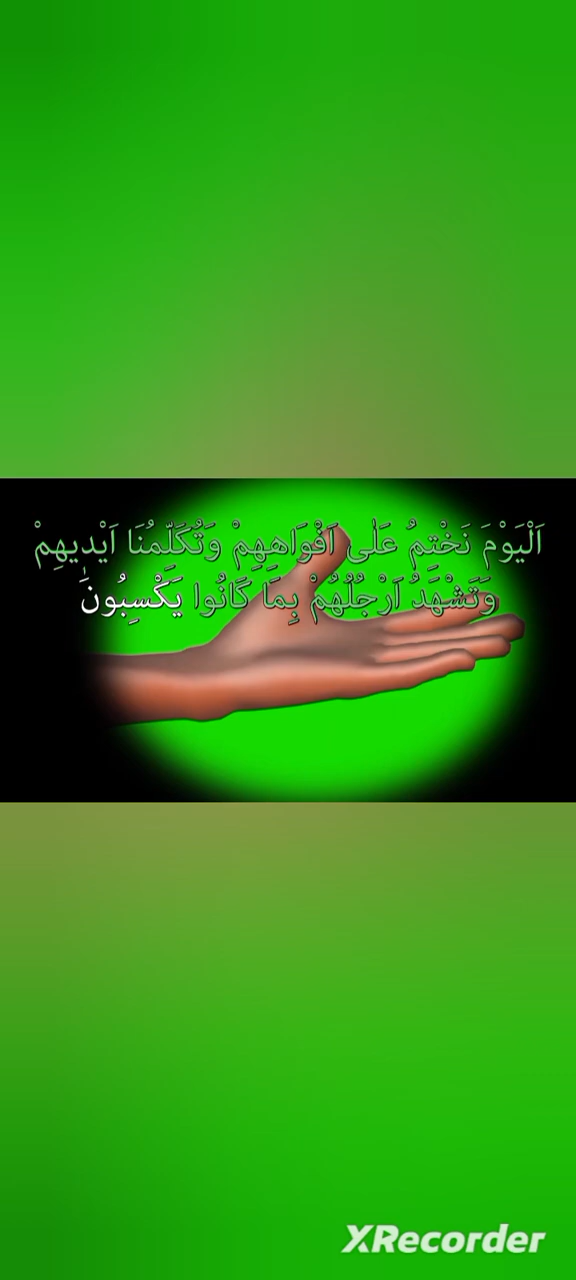 اَلْيَوْمَ نَخْتِمُ عَلٰى اَفْوَاهِهِمْ وَتُكَلِّمُنَا اَيْدِيهِمْ
وَتَشْهَدُ اَرْجُلُهُمْ بِمَا كَانُوا يَكْسِبُونَ
XRecorder